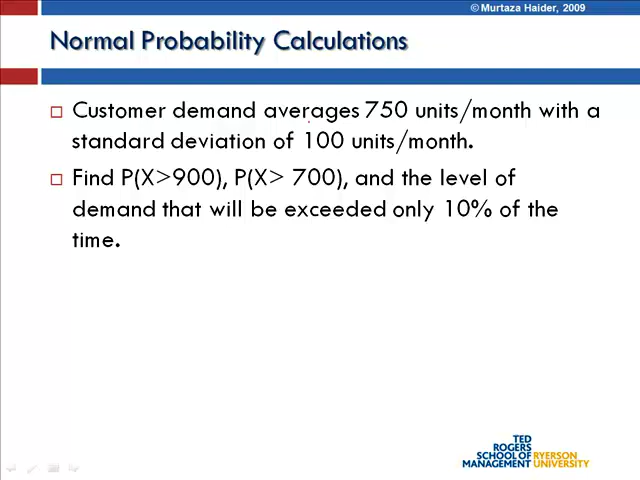 © Murtaza Haider, 2009
Normal Probability Calculations
Customer demand averages 750 units/month with a
standard deviation of 100 units/month.
Find P(X>900), P(X> 700), and the level of
demand that will be exceeded only 10% of the
time.
TED
ROGERS
SCHOOL OF RYERSON
MANAGEMENT UNIVERSITY